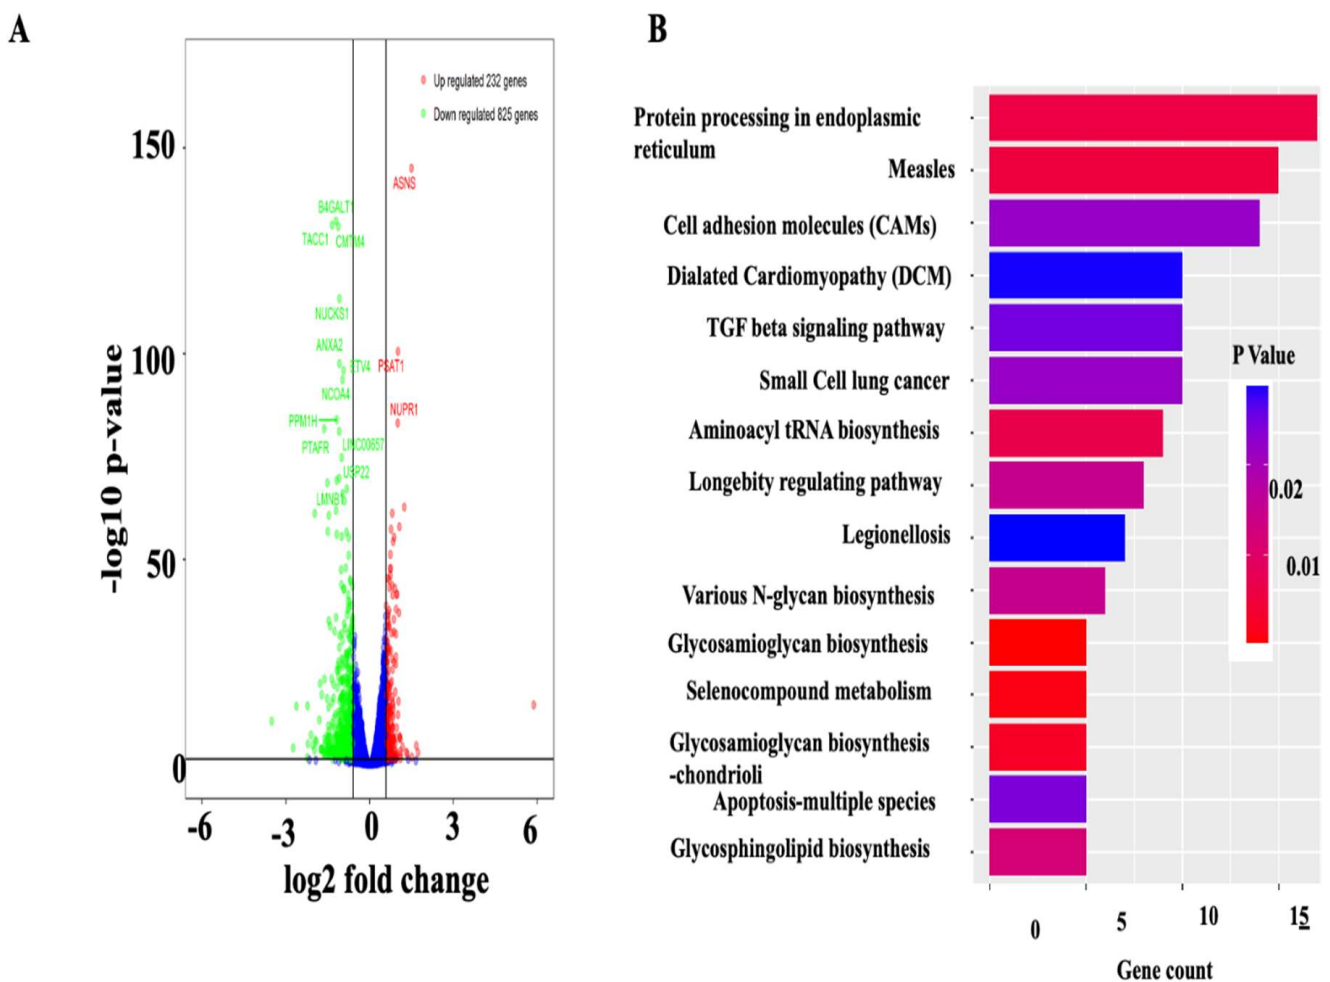 A
B
Up regulated 232 genes
Down regulated 825 genes
150
100
50
0
-log10 p-value
ASNS
B4GALT1
TACC1 CMTM4
NUCKS1
ANXA2
ETV4 PSAT1
NCOA4
NUPR1
PPM1H
PTAFR LINC00657
USP22
LMNB1
-6 -3 0 3 6
log2 fold change
Protein processing in endoplasmic
reticulum
Measles
Cell adhesion molecules (CAMs)
Dialated Cardiomyopathy (DCM)
TGF beta signaling pathway
Small Cell lung cancer
Aminoacyl tRNA biosynthesis
Longebity regulating pathway
Legionellosis
Various N-glycan biosynthesis
Glycosamioglycan biosynthesis
Selenocompound metabolism
Glycosamioglycan biosynthesis
-chondrioli
Apoptosis-multiple species
Glycosphingolipid biosynthesis
P Value
0.02
0.01
0 5 10 15
Gene count